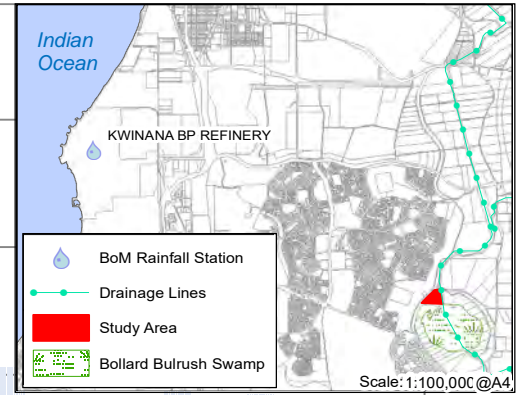 Indian
Ocean
KWINANA BP REFINERY
BoM Rainfall Station
Drainage Lines
Study Area
Bollard Bulrush Swamp
Scale: 1:100,000 @A4